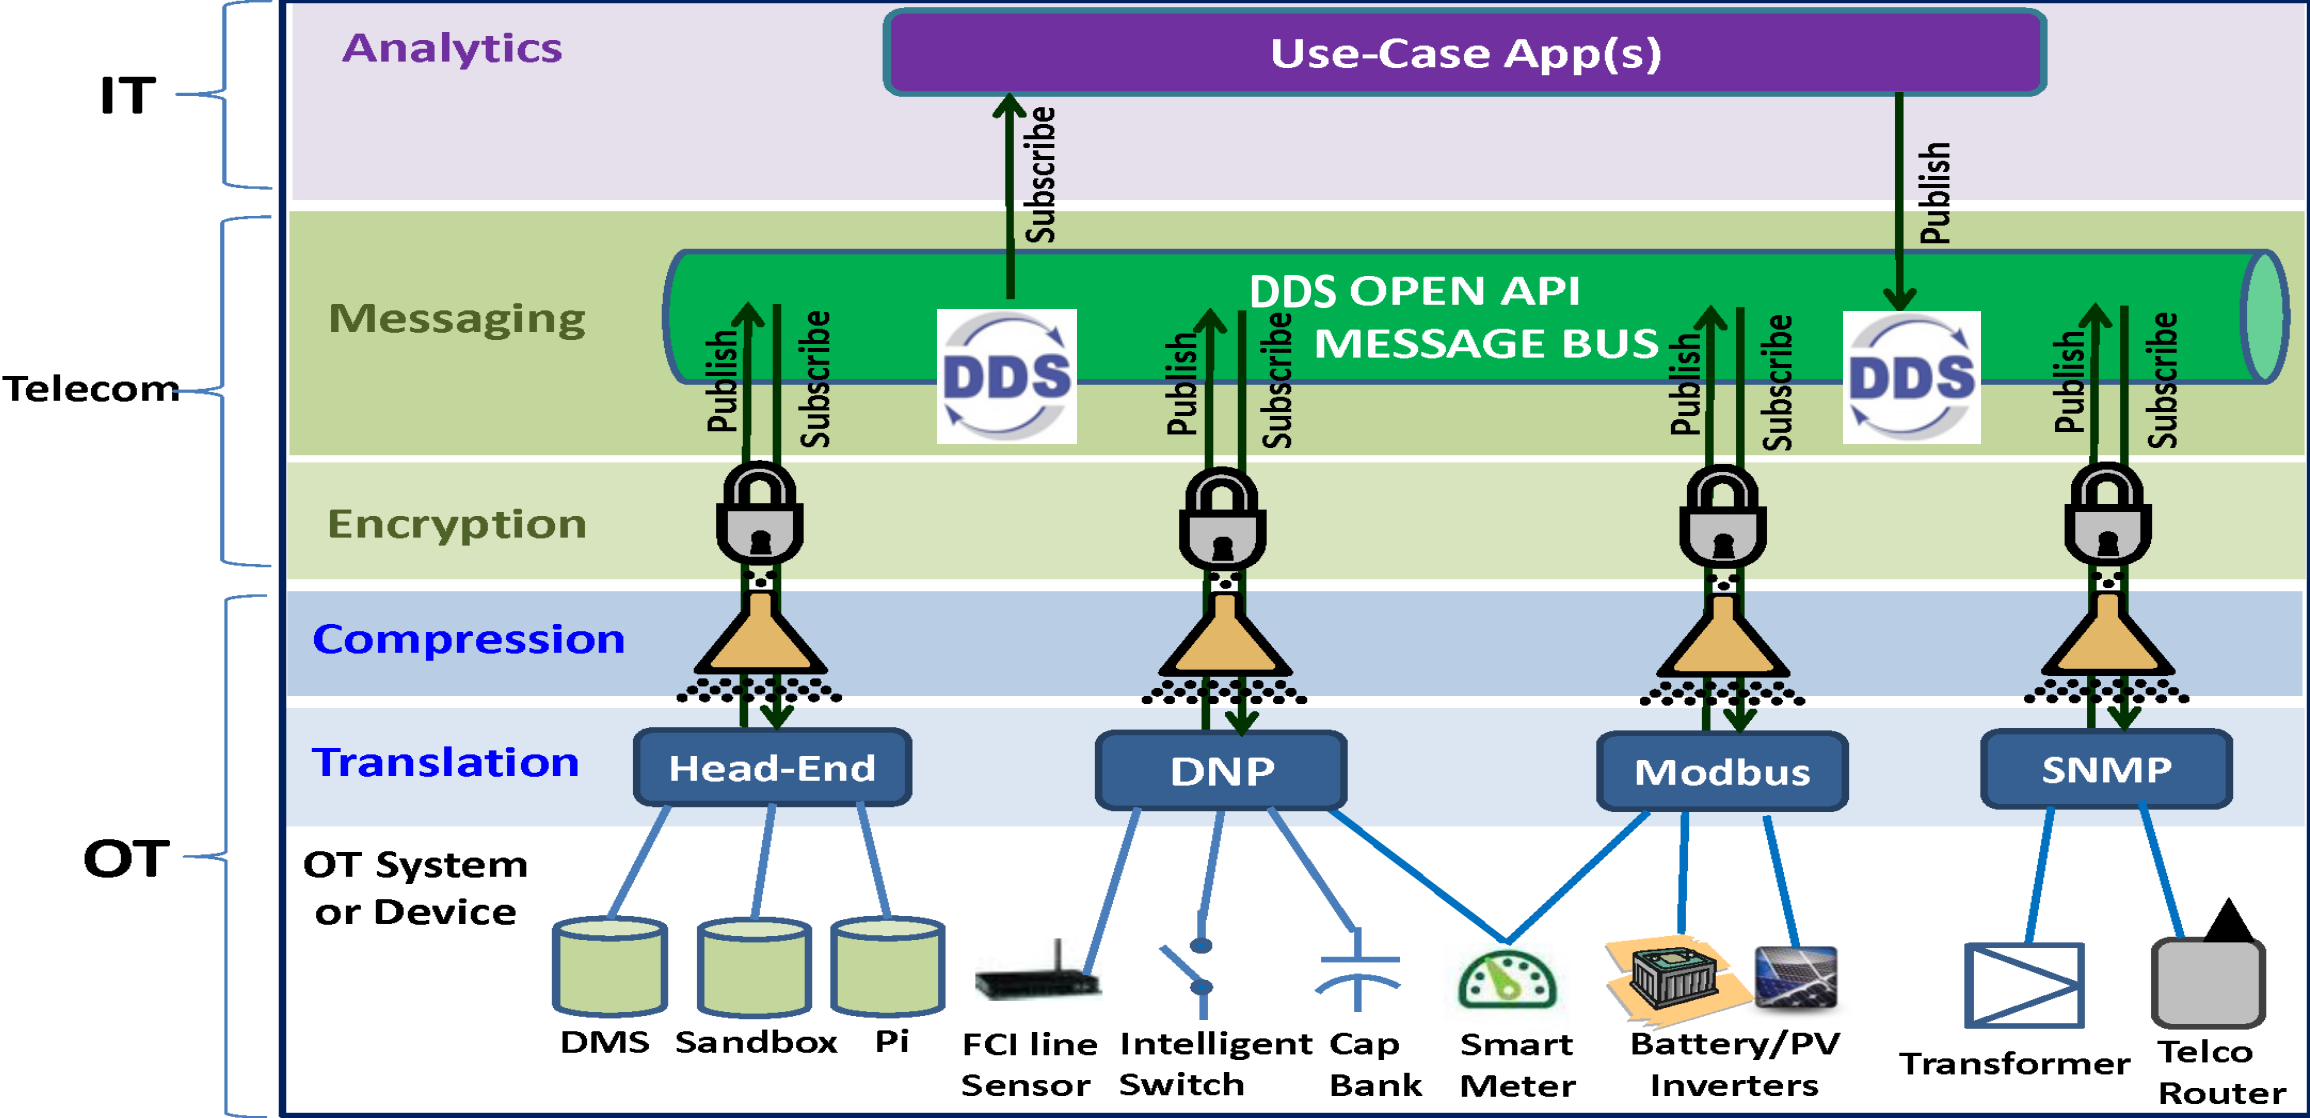 IT
Analytics
Use-Case App(s)
Subscribe
Publish
Telecom
Messaging
DDS OPEN API
MESSAGE BUS
Publish
Subscribe
DDS
Publish
Subscribe
Publish
Subscribe
DDS
Publish
Subscribe
Encryption
OT
Compression
Translation
Head-End
DNP
Modbus
SNMP
OT System
or Device
DMS
Sandbox
Pi
FCI line
Sensor
Intelligent
Switch
Cap
Bank
Smart
Meter
Battery/PV
Inverters
Transformer
Telco
Router